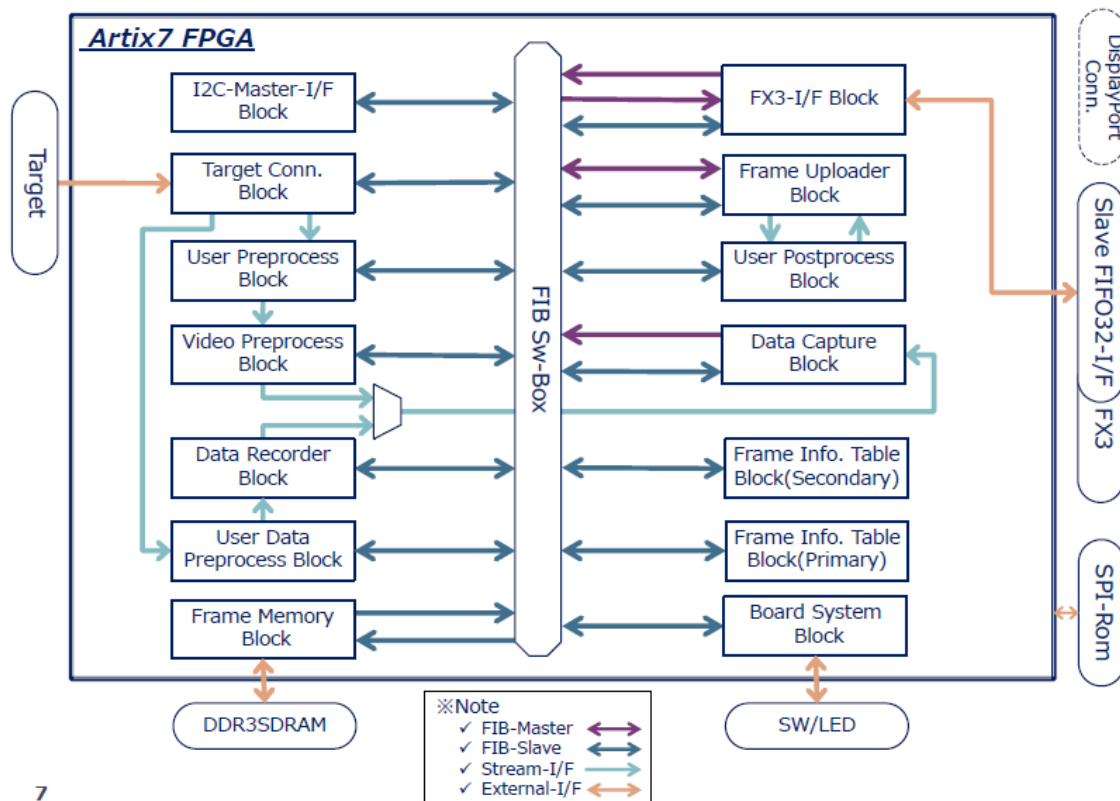 Artix7 FPGA
I2C-Master-I/F
Block
Target Conn.
Block
User Preprocess
Block
Video Preprocess
Block
Data Recorder
Block
User Data
Preprocess Block
Frame Memory
Block
Target
FIB Sw-Box
FX3-I/F Block
Frame Uploader
Block
User Postprocess
Block
Data Capture
Block
Frame Info. Table
Block(Secondary)
Frame Info. Table
Block(Primary)
Board System
Block
DisplayPort
Conn.
Slave FIFO32-I/F
FX3
SPI-Rom
DDR3SDRAM
SW/LED
※Note
✓ FIB-Master
✓ FIB-Slave
✓ Stream-I/F
✓ External-I/F
7